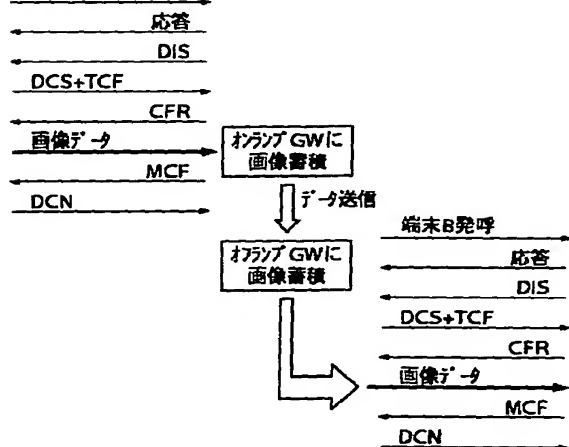 応答
DIS
DCS+TCF
CFR
画像データ
MCF
DCN
オンランプGWに
画像蓄積
データ送信
オフランプGWに
画像蓄積
端末B発呼
応答
DIS
DCS+TCF
CFR
画像データ
MCF
DCN